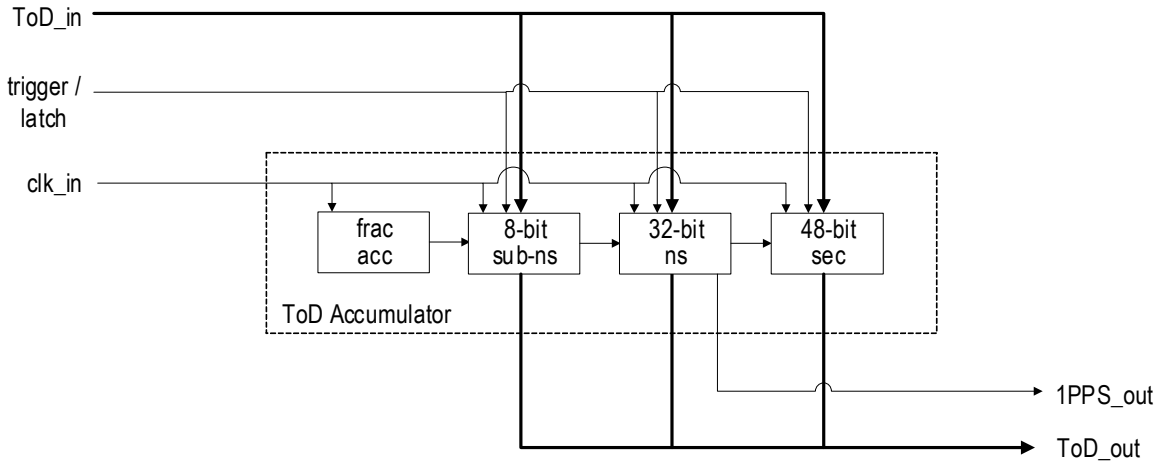 ToD_in
trigger /
latch
clk_in
frac
acc
8-bit
sub-ns
32-bit
ns
48-bit
sec
ToD Accumulator
1PPS_out
ToD_out